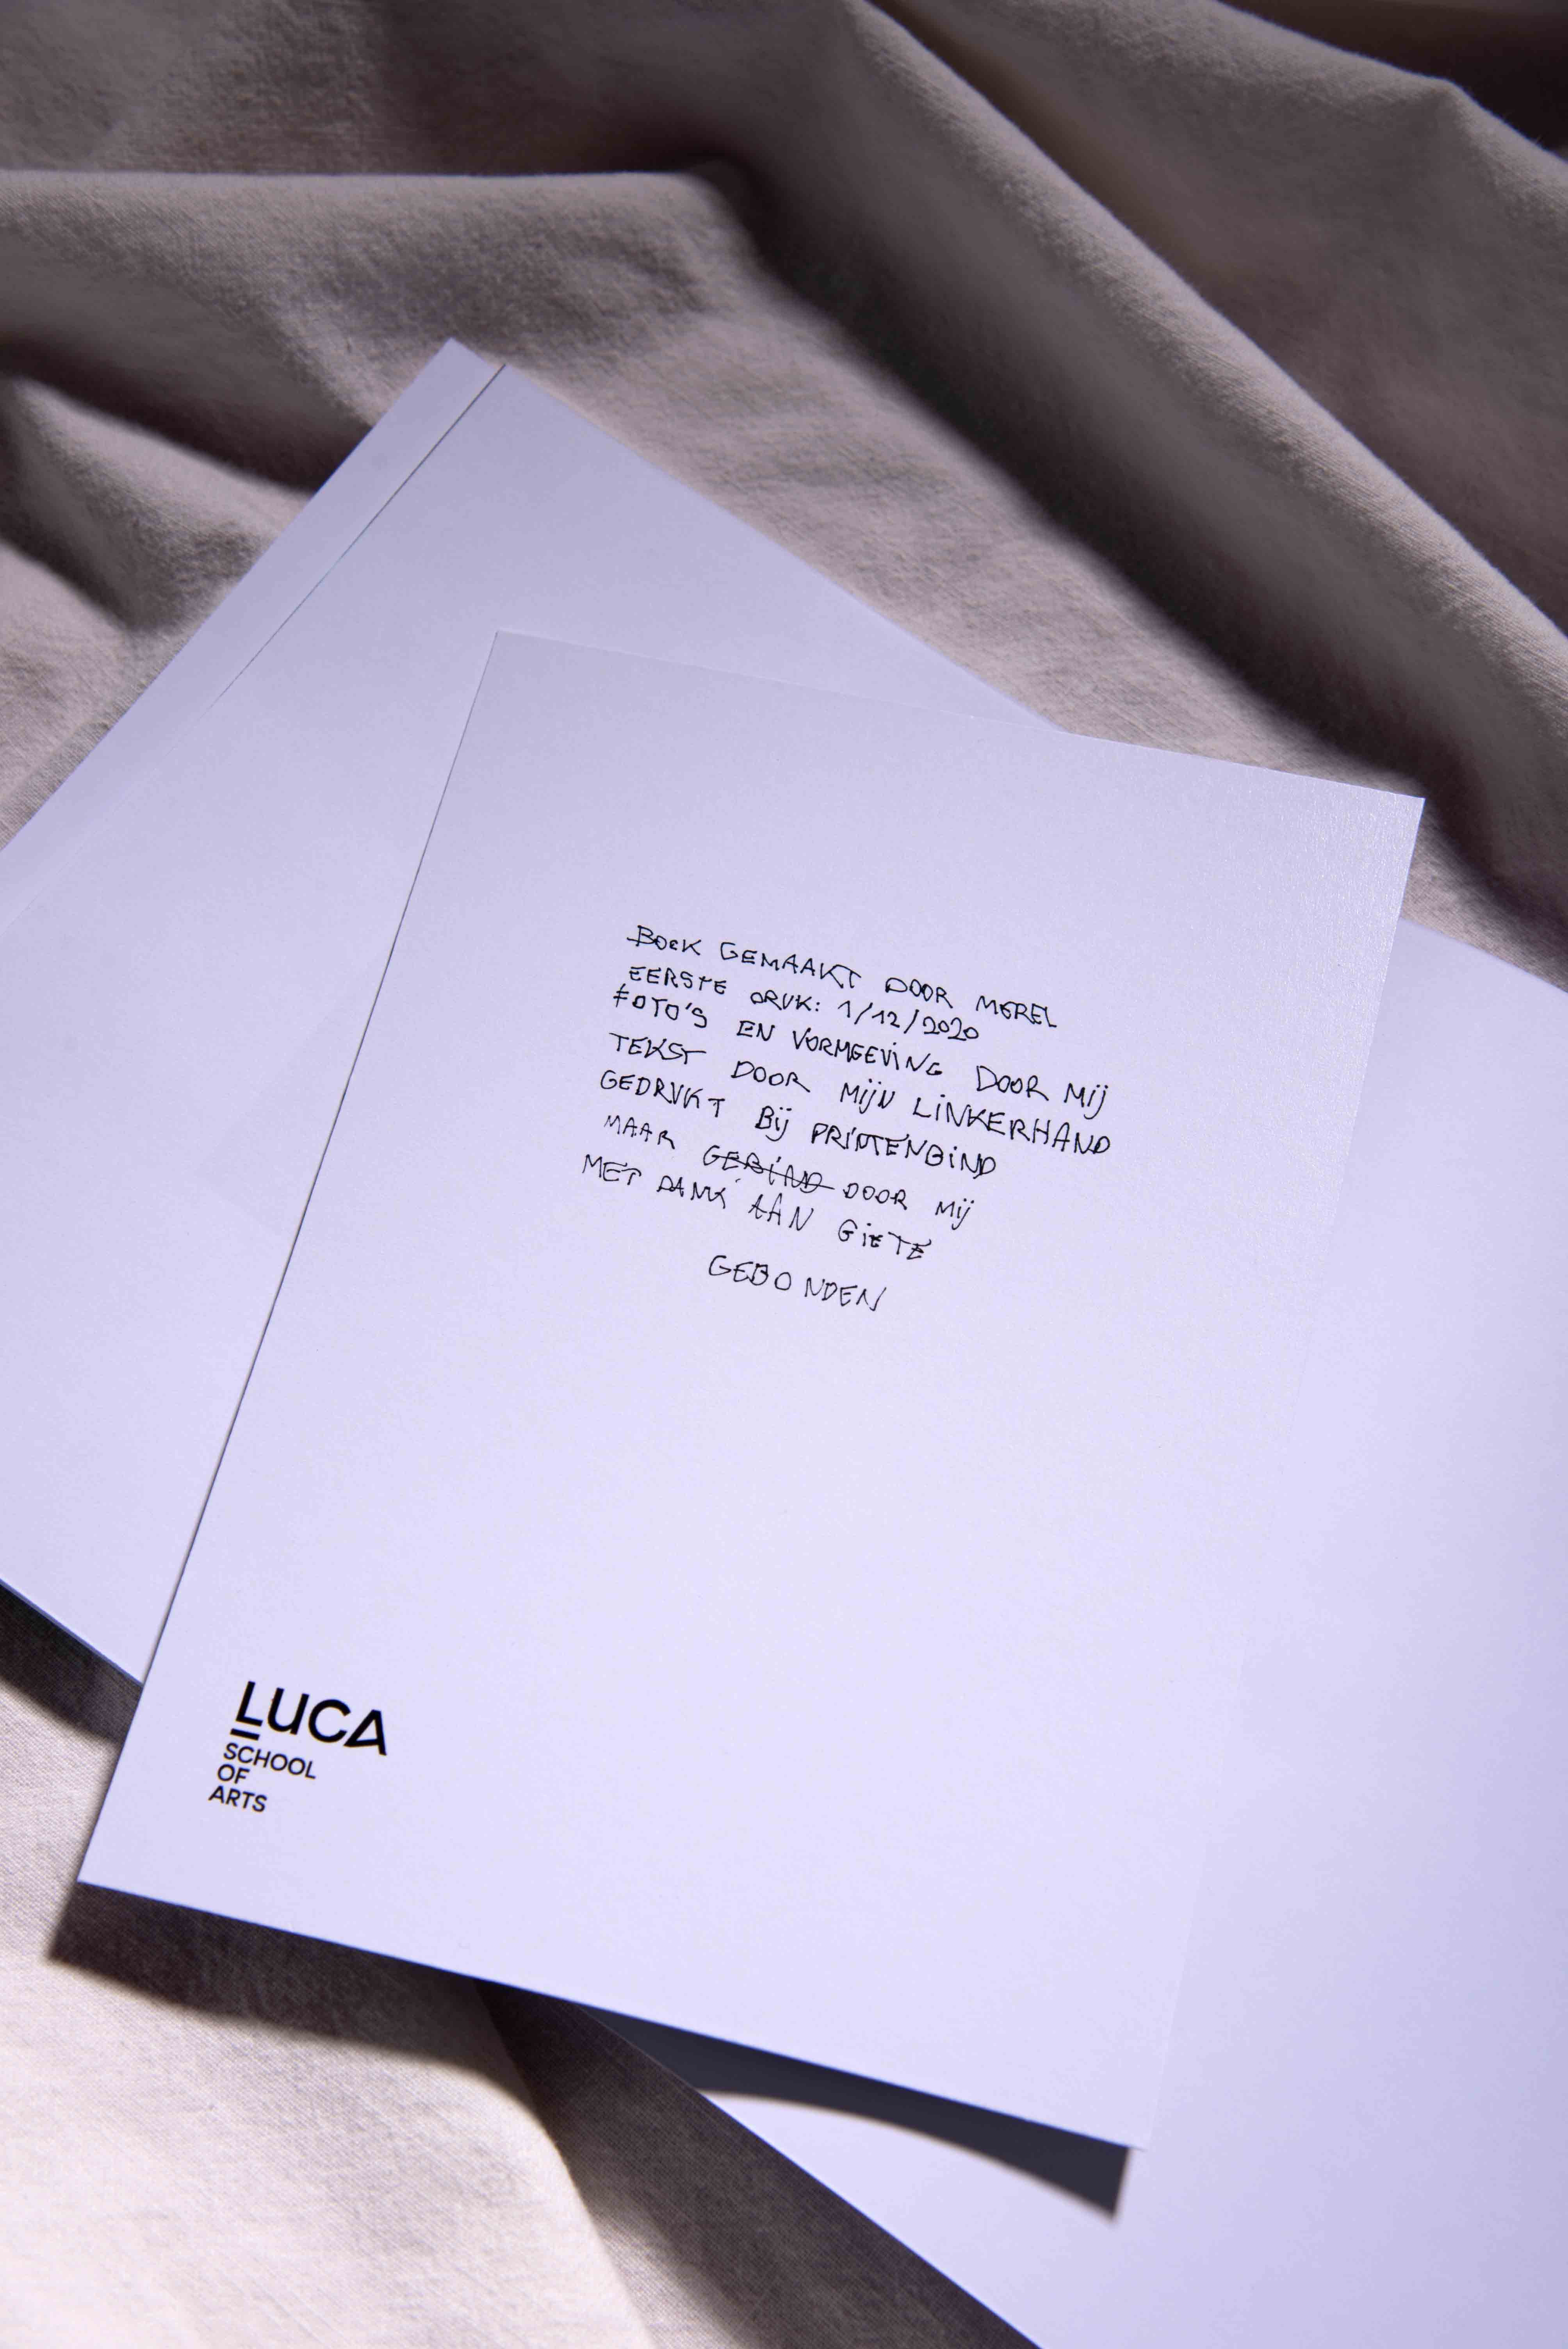 BOEK GEMAAKT DOOR MEREL
EERSTE DRUK: 1/12/2020
FOTO'S EN VORMGEVING DOOR MIJ
TEKST DOOR MIJN LINKERHAND
GEDRUKT BIJ PRINTENBIND
MAAR GEBIND DOOR MIJ
MET DANK AAN GIETE
GEBONDEN
LUCA
SCHOOL
OF
ARTS